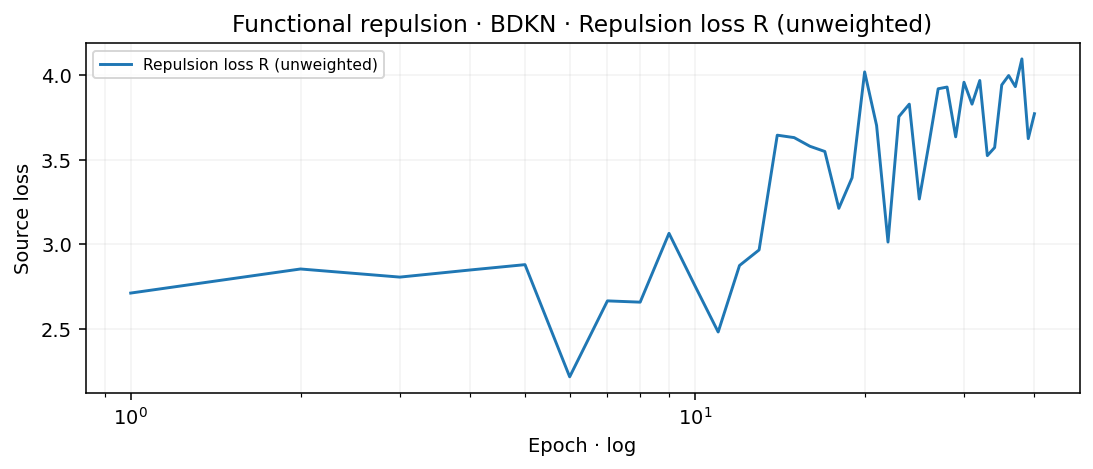 Functional repulsion · BDKN · Repulsion loss R (unweighted)
Repulsion loss R (unweighted)
Source loss
4.0
3.5
3.0
2.5
10⁰
10¹
Epoch · log